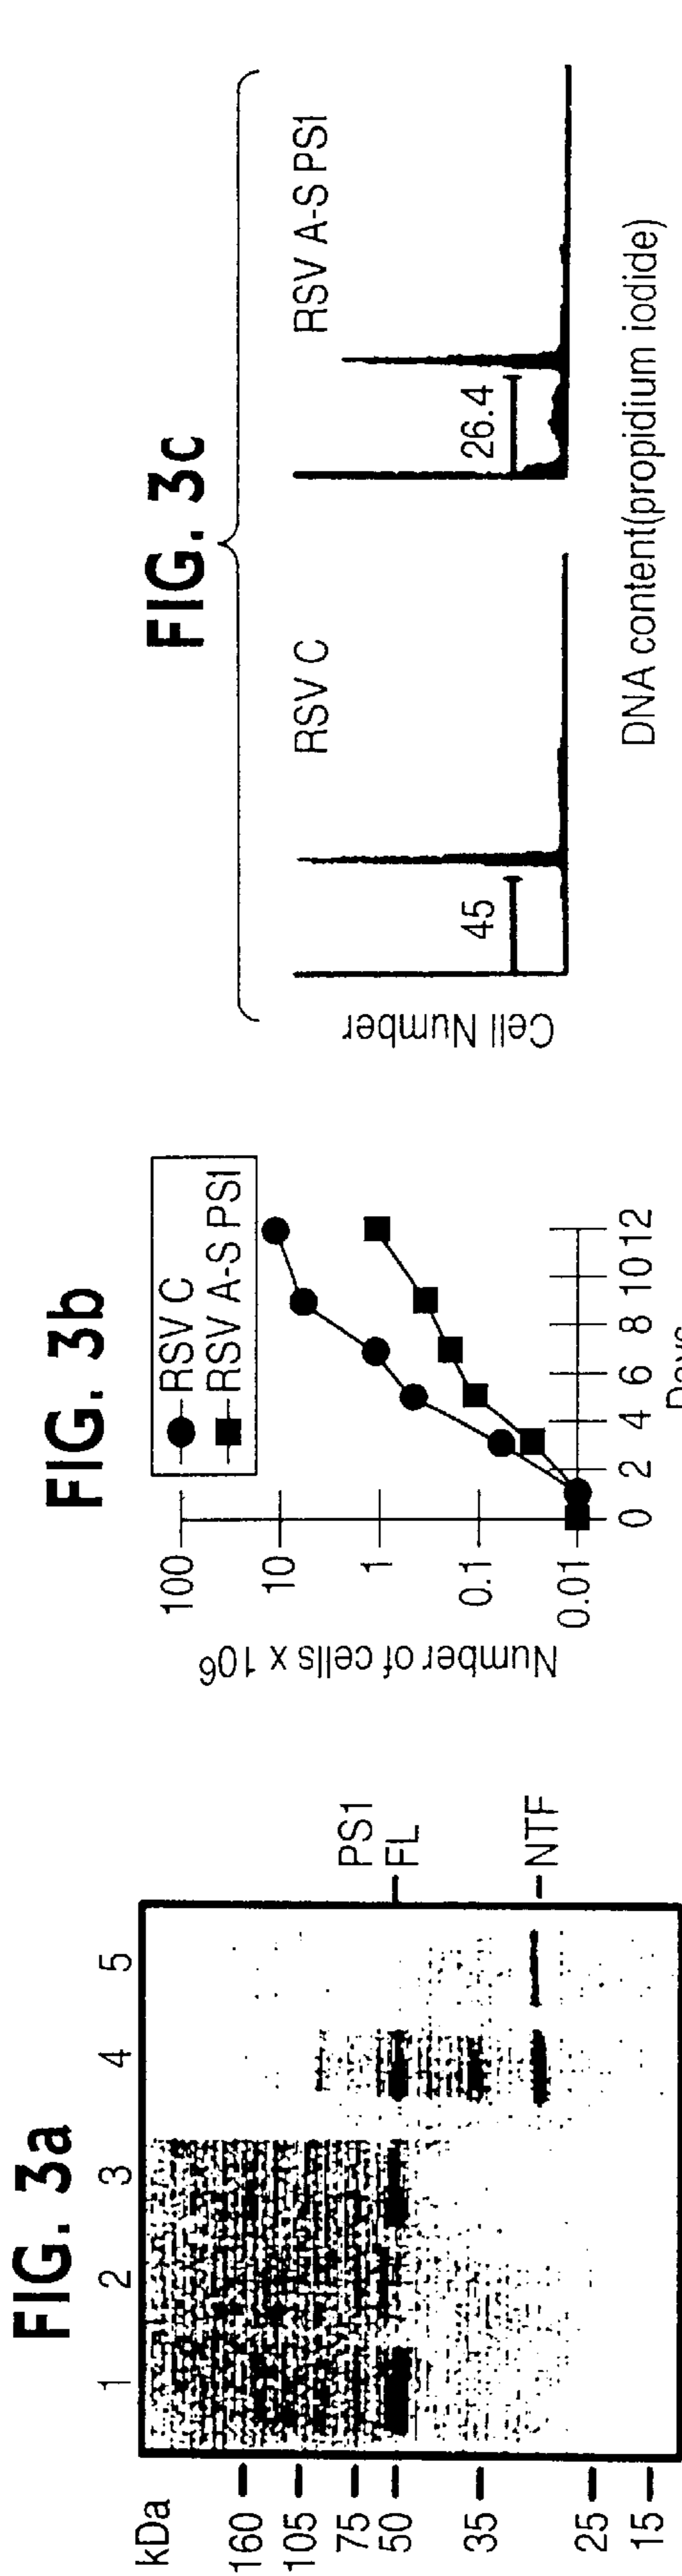 FIG. 3a
1 2 3 4 5
kDa
160
105
75
50
35
25
15
PS1
FL
NTF
FIG. 3b
RSV C
RSV A-S PS1
100
10
1
0.1
0.01
Number of cells x 10⁶
0 2 4 6 8 10 12
FIG. 3c
RSV C
RSV A-S PS1
45
26.4
Cell Number
DNA content(propidium iodide)